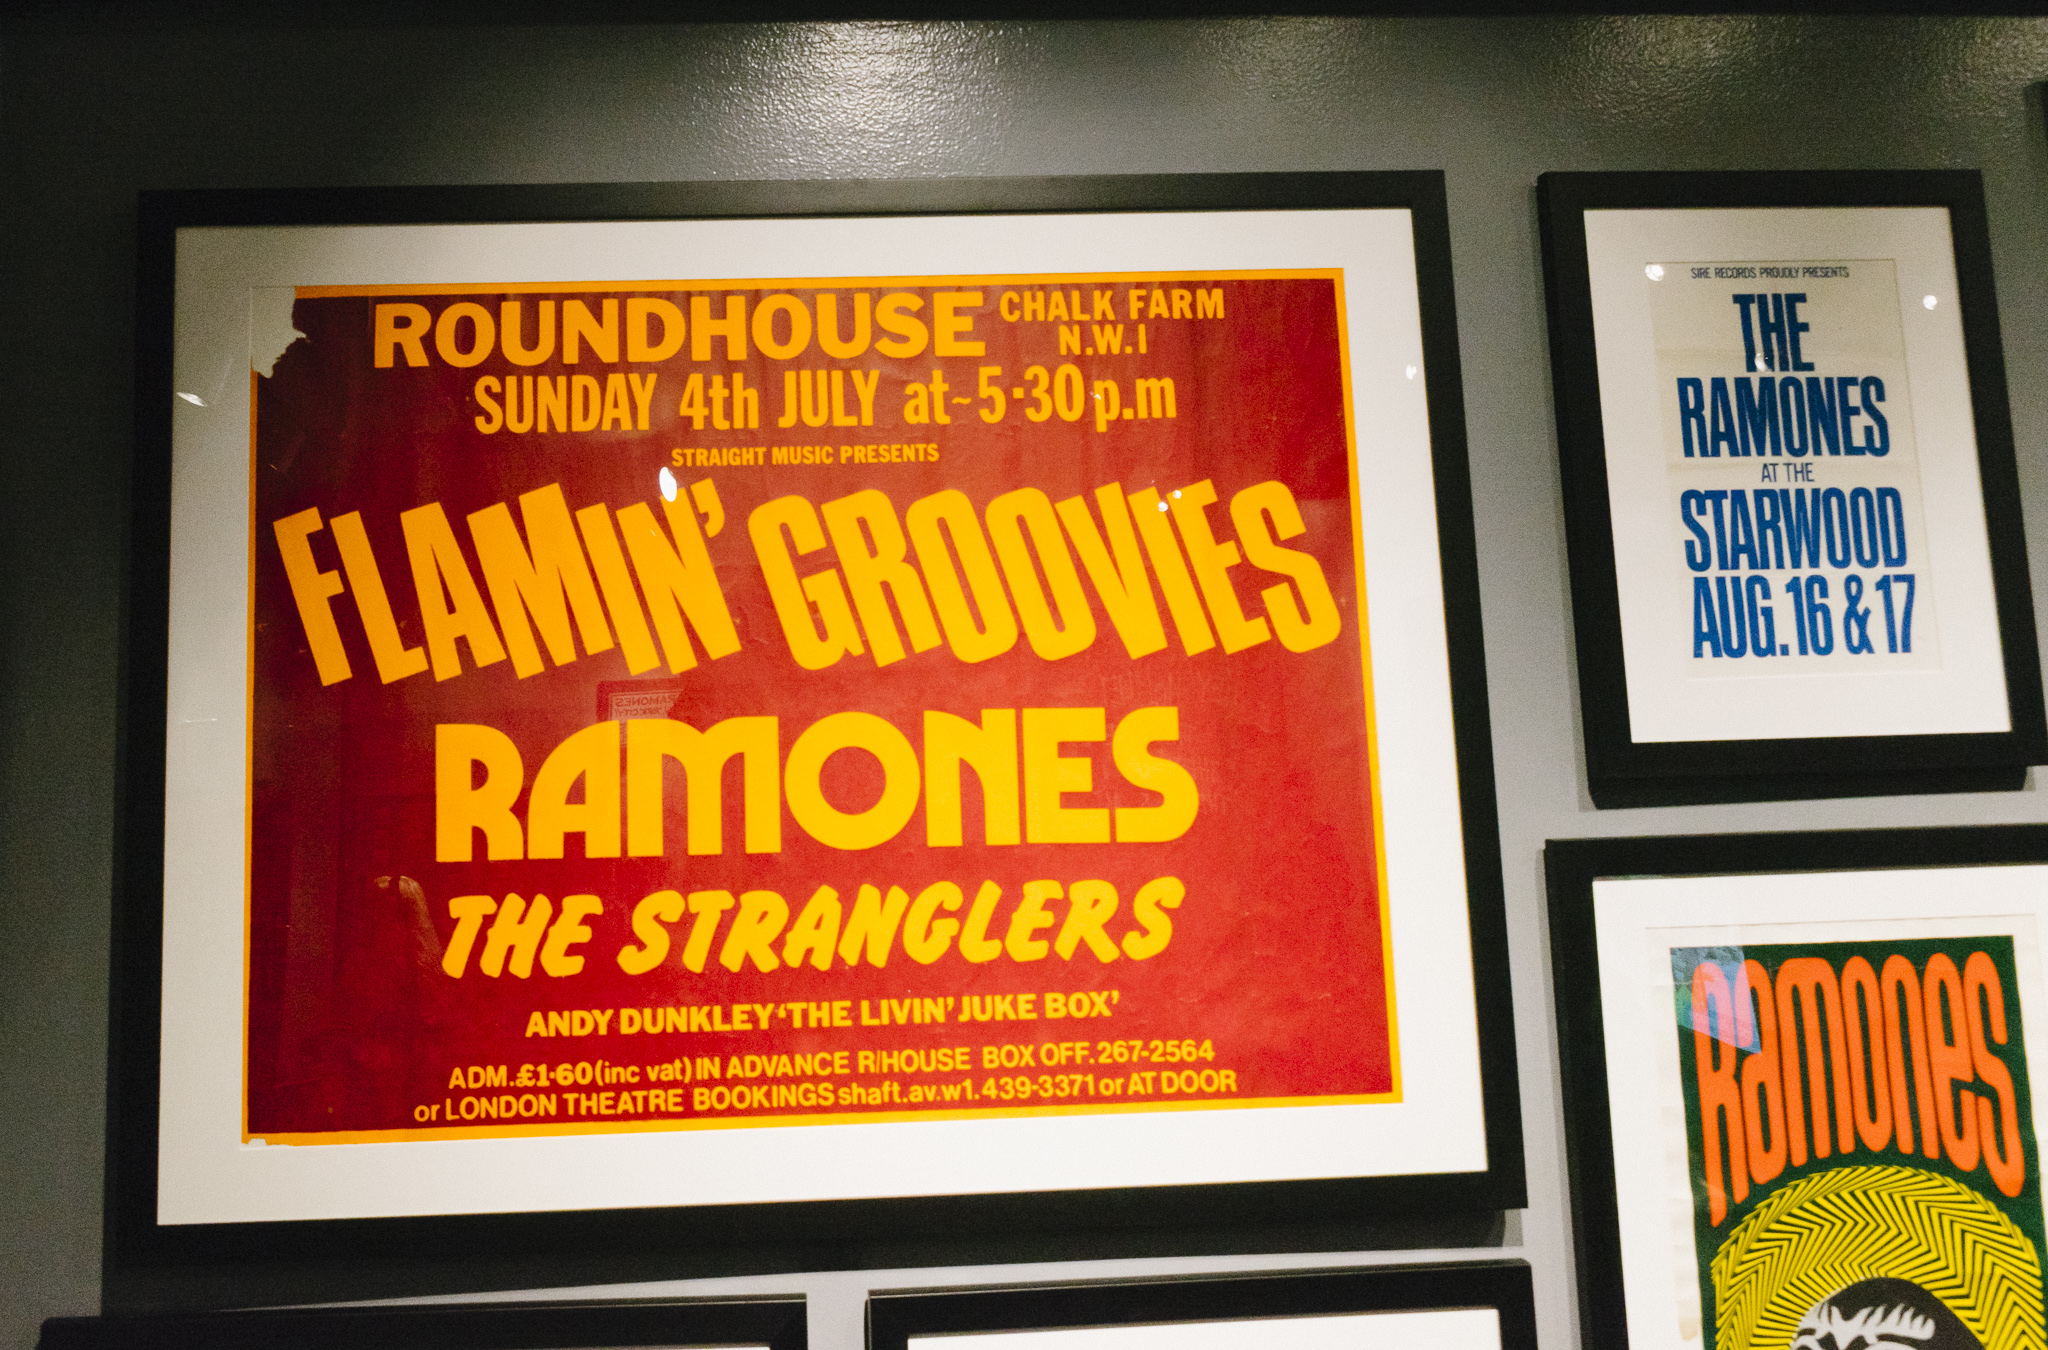 ROUNDHOUSE CHALK FARM
N.W.1
SUNDAY 4th JULY at~5·30 p.m
STRAIGHT MUSIC PRESENTS
FLAMIN' GROOVIES
RAMONES
THE STRANGLERS
ANDY DUNKLEY 'THE LIVIN' JUKE BOX'
ADM.£1·60 (inc vat) IN ADVANCE R/HOUSE BOX OFF. 267-2564
or LONDON THEATRE BOOKINGS shaft.av.w1. 439-3371 or AT DOOR
SIRE RECORDS PROUDLY PRESENTS
THE
RAMONES
AT THE
STARWOOD
AUG. 16 & 17
RAMONES